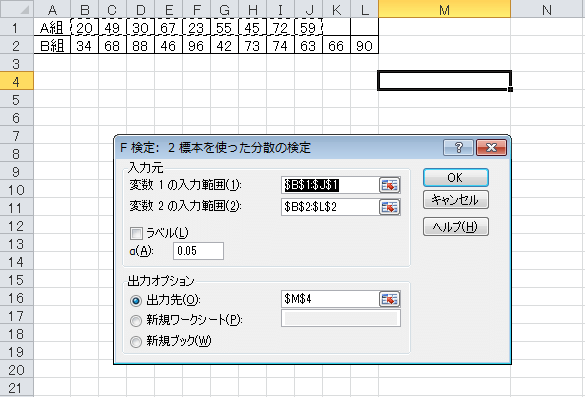 A B C D E F G H I J K L M N
1 A組 20 49 30 67 23 55 45 72 59
2 B組 34 68 88 46 96 42 73 74 63 66 90
3
4
5
6
7
F 検定: 2 標本を使った分散の検定
8
入力元
9
変数 1 の入力範囲(1): $B$1:$J$1 OK
10
変数 2 の入力範囲(2): $B$2:$L$2 キャンセル
11
ヘルプ(H)
12
ラベル(L)
13
α(A): 0.05
14
出力オプション
15
出力先(O): $M$4
16
新規ワークシート(P):
17
新規ブック(W)
18
19
20
21